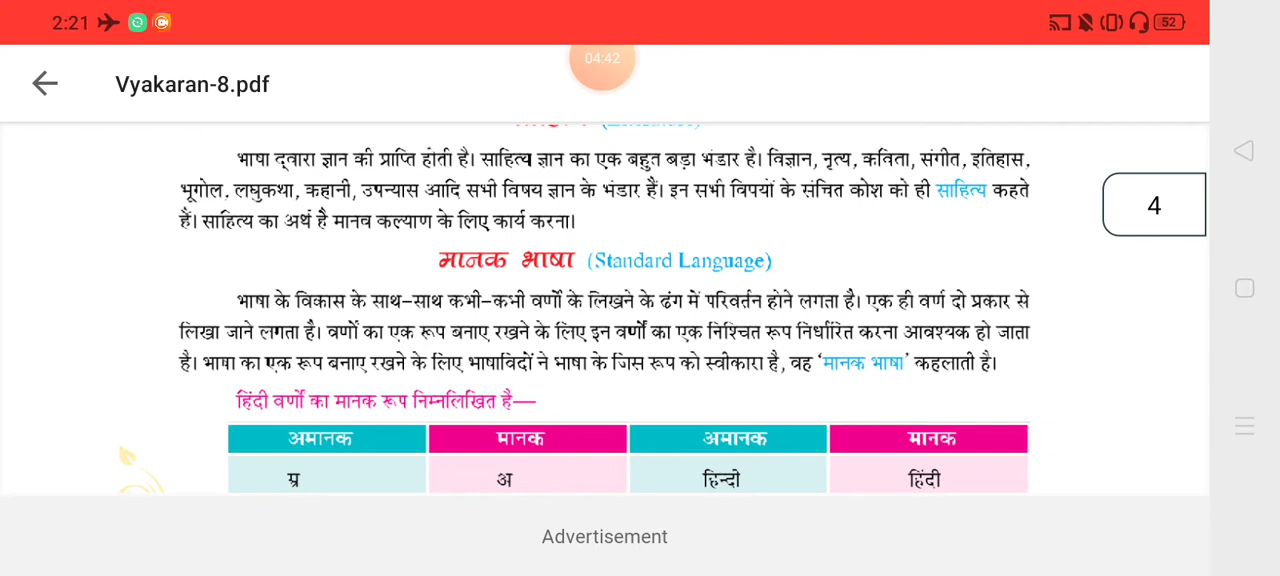 2:21
52
04:42
Vyakaran-8.pdf
भाषा द्वारा ज्ञान की प्राप्ति होती है। साहित्य ज्ञान का एक बहुत बड़ा भंडार है। विज्ञान, नृत्य, कविता, संगीत, इतिहास,
भूगोल, लघुकथा, कहानी, उपन्यास आदि सभी विषय ज्ञान के भंडार हैं। इन सभी विषयों के संचित कोश को ही साहित्य कहते
हैं। साहित्य का अर्थ है मानव कल्याण के लिए कार्य करना।
4
मानक भाषा (Standard Language)
भाषा के विकास के साथ-साथ कभी-कभी वर्णों के लिखने के ढंग में परिवर्तन होने लगता है। एक ही वर्ण दो प्रकार से
लिखा जाने लगता है। वर्णों का एक रूप बनाए रखने के लिए इन वर्णों का एक निश्चित रूप निर्धारित करना आवश्यक हो जाता
है। भाषा का एक रूप बनाए रखने के लिए भाषाविदों ने भाषा के जिस रूप को स्वीकारा है, वह ‘मानक भाषा’ कहलाती है।
हिंदी वर्णों का मानक रूप निम्नलिखित है—
अमानक मानक अमानक मानक
अ हिन्दी हिंदी
Advertisement